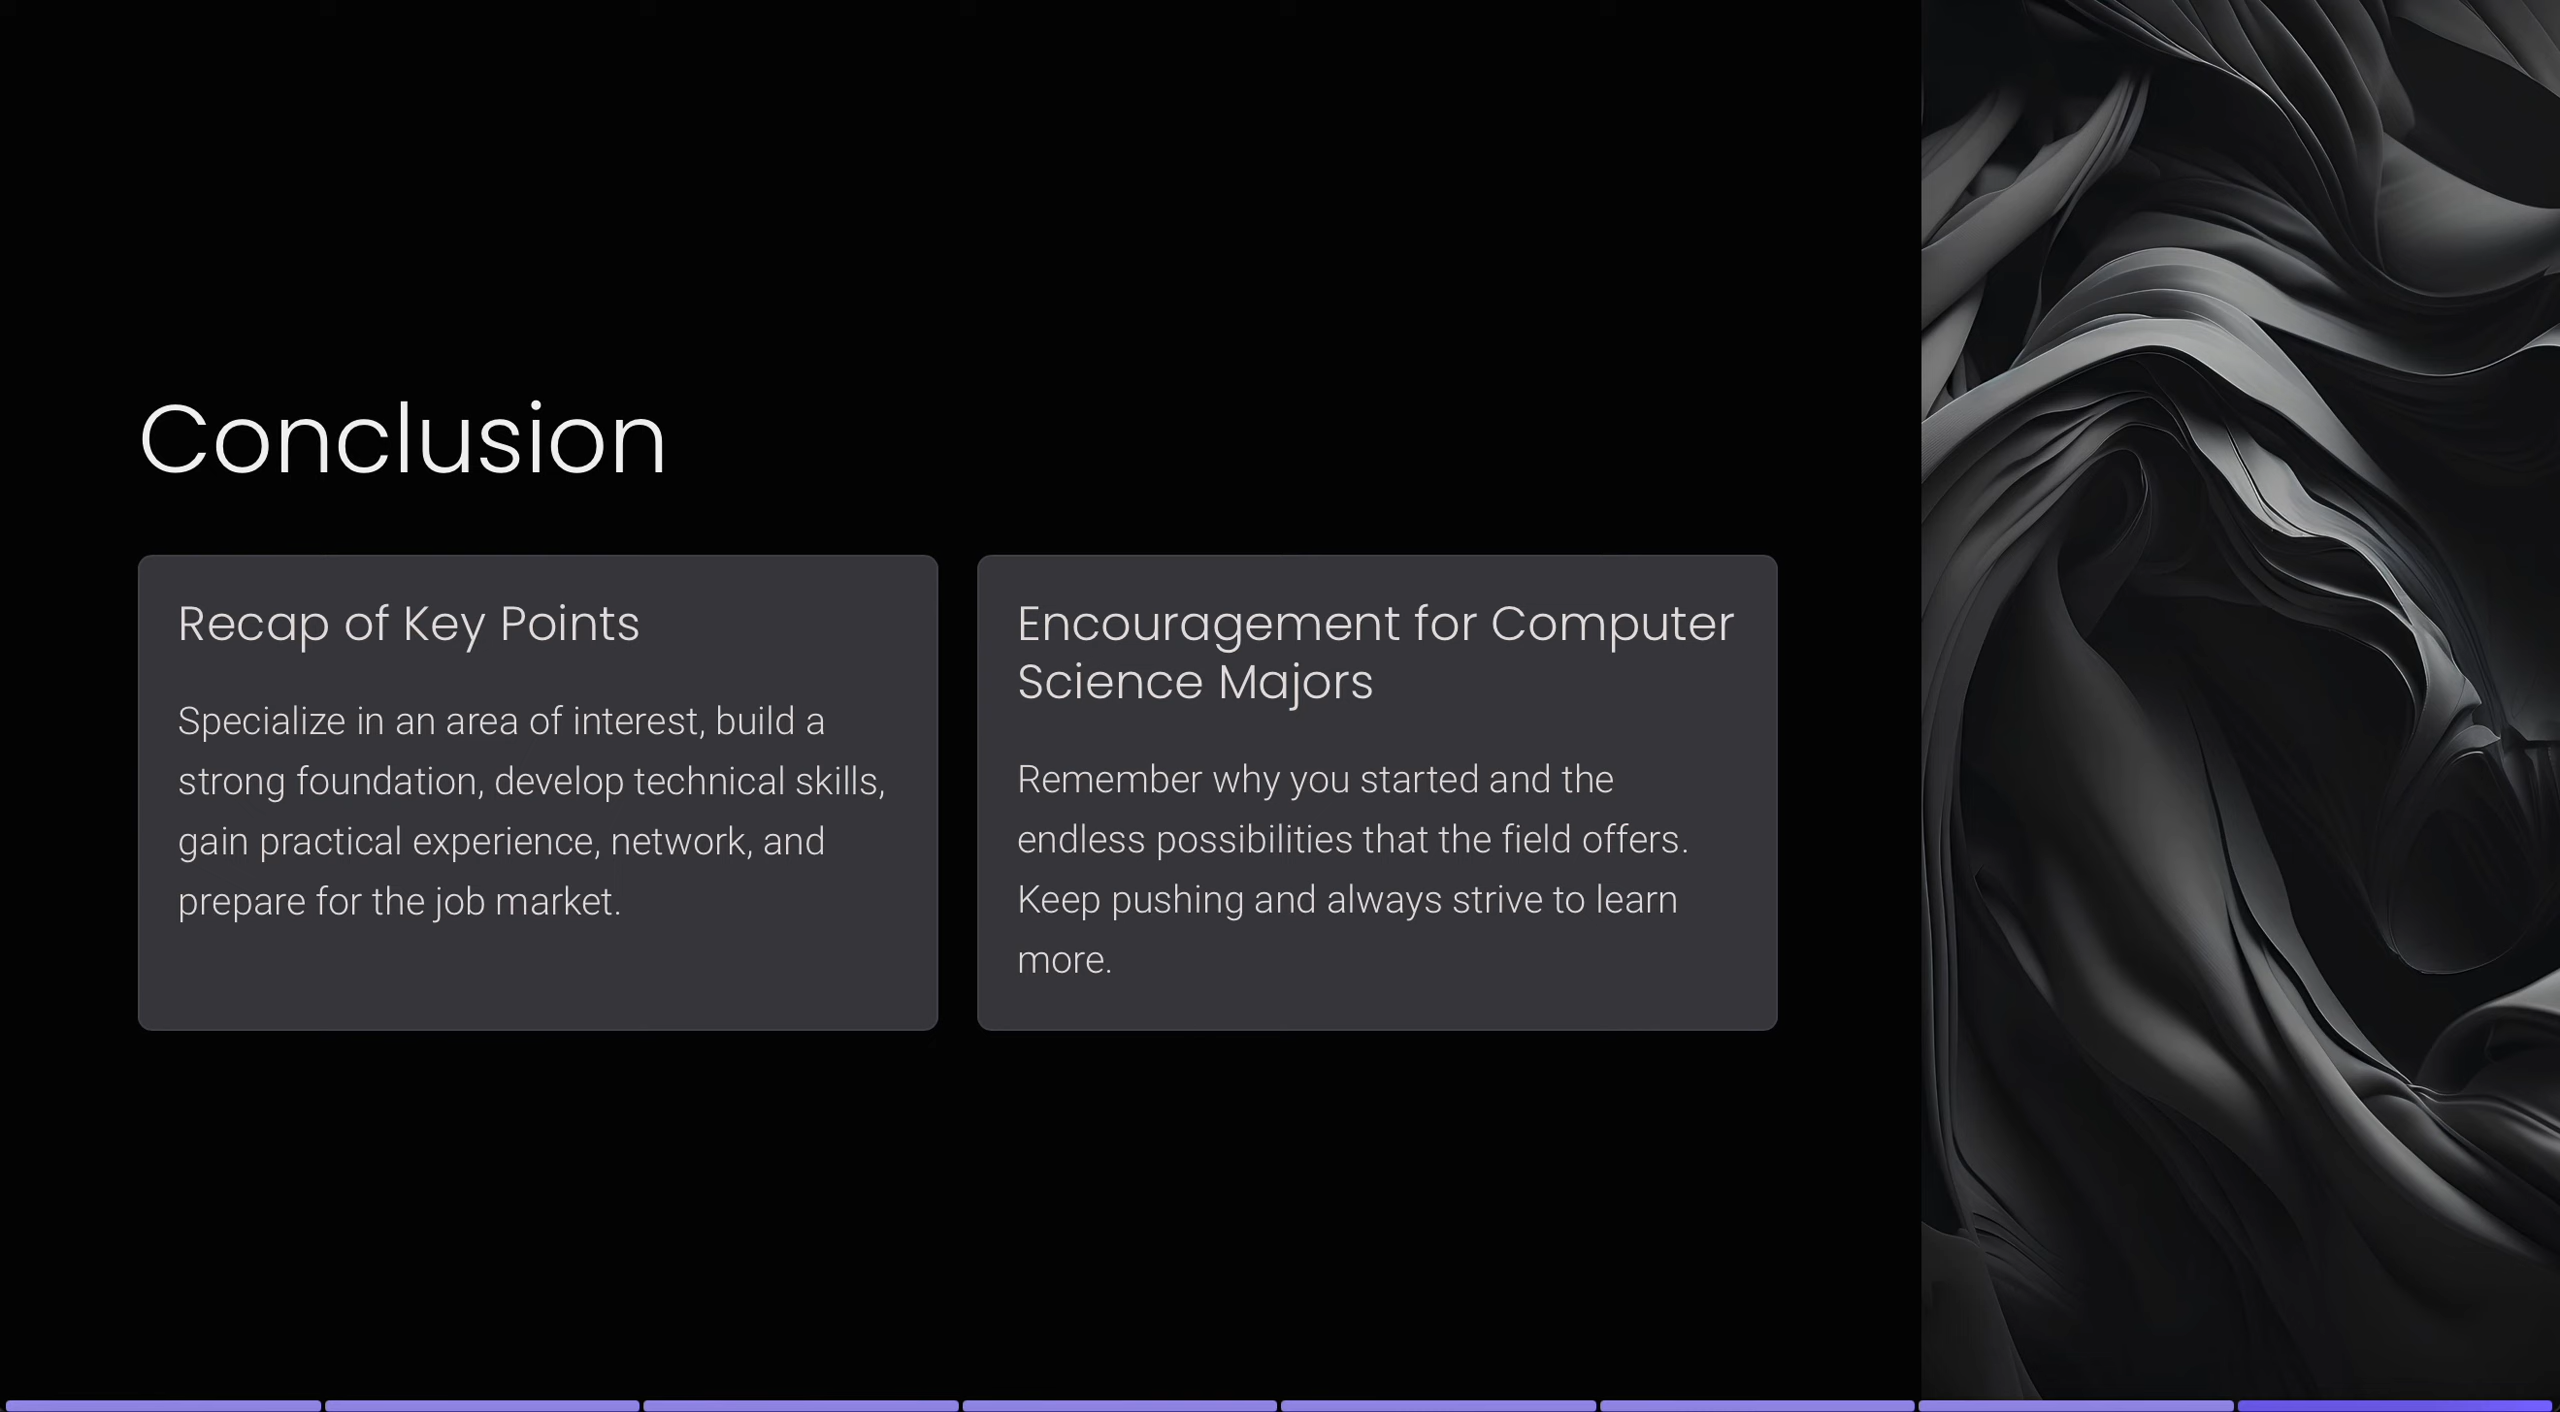 Conclusion
Recap of Key Points
Specialize in an area of interest, build a
strong foundation, develop technical skills,
gain practical experience, network, and
prepare for the job market.
Encouragement for Computer
Science Majors
Remember why you started and the
endless possibilities that the field offers.
Keep pushing and always strive to learn
more.